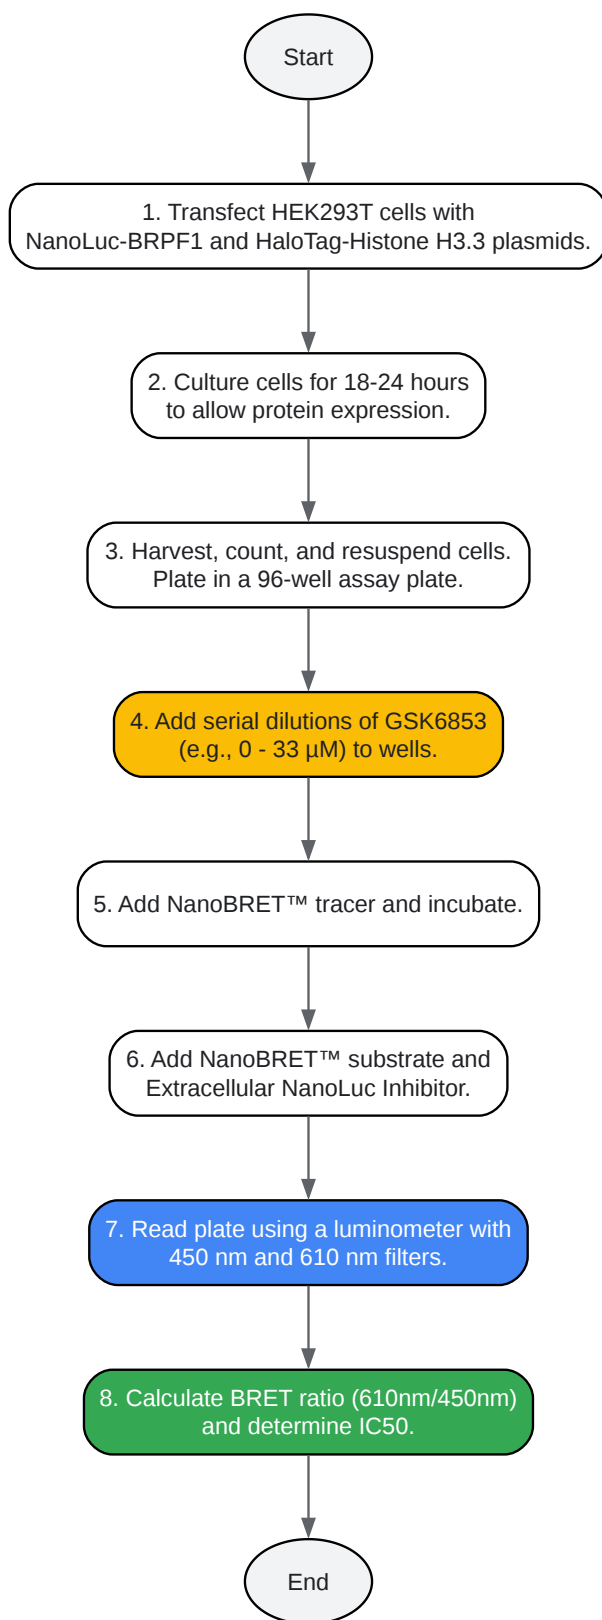 Start
1. Transfect HEK293T cells with
NanoLuc-BRPF1 and HaloTag-Histone H3.3 plasmids.
2. Culture cells for 18-24 hours
to allow protein expression.
3. Harvest, count, and resuspend cells.
Plate in a 96-well assay plate.
4. Add serial dilutions of GSK6853
(e.g., 0 - 33 µM) to wells.
5. Add NanoBRET™ tracer and incubate.
6. Add NanoBRET™ substrate and
Extracellular NanoLuc Inhibitor.
7. Read plate using a luminometer with
450 nm and 610 nm filters.
8. Calculate BRET ratio (610nm/450nm)
and determine IC50.
End